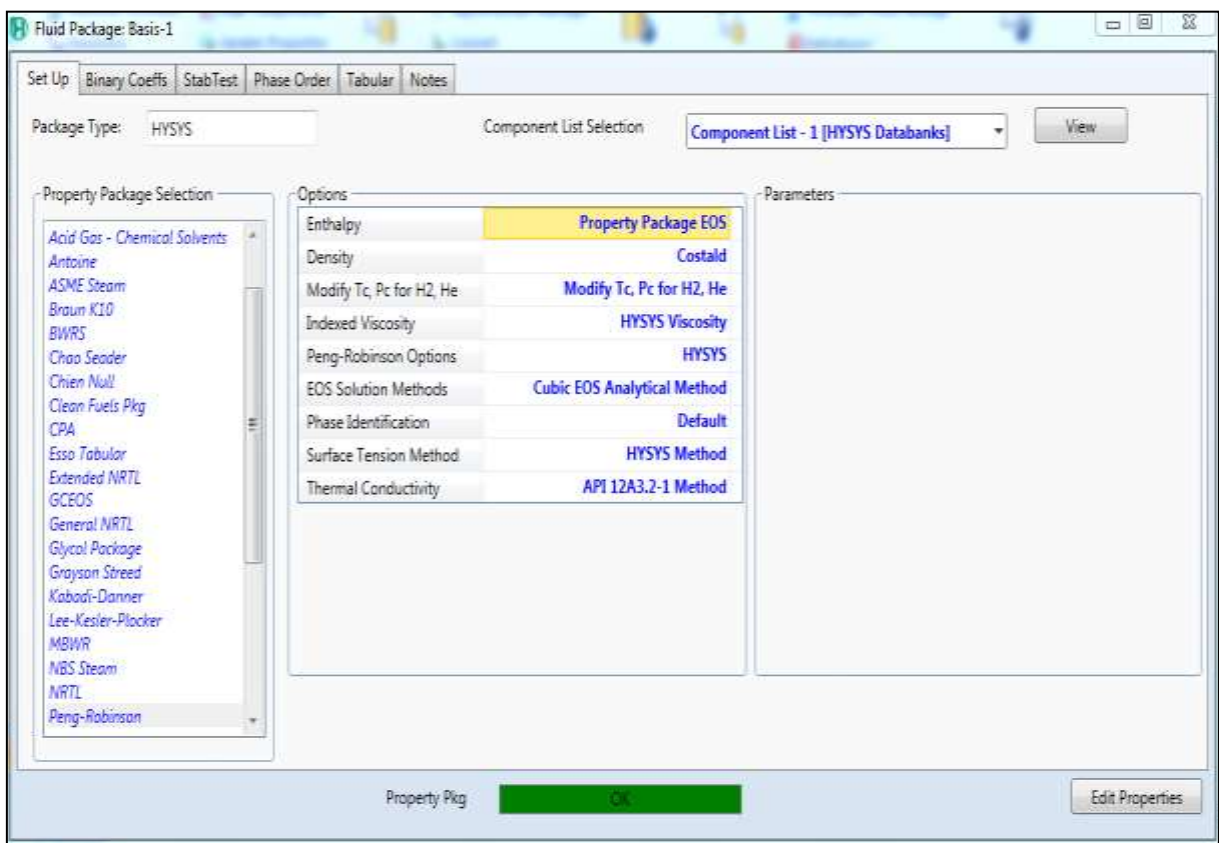 Fluid Package: Basis-1
Set Up Binary Coeffs StabTest Phase Order Tabular Notes
Package Type: HYSYS Component List Selection Component List - 1 [HYSYS Databanks] View
Property Package Selection
Acid Gas - Chemical Solvents
Antoine
ASME Steam
Braun K10
BWRS
Chao Seader
Chien Null
Clean Fuels Pkg
CPA
Esso Tabular
Extended NRTL
GCEOS
General NRTL
Glycol Package
Grayson Streed
Kabadi-Danner
Lee-Kesler-Plocker
MBWR
NBS Steam
NRTL
Peng-Robinson
Options
Enthalpy Property Package EOS
Density Costald
Modify Tc, Pc for H2, He Modify Tc, Pc for H2, He
Indexed Viscosity HYSYS Viscosity
Peng-Robinson Options HYSYS
EOS Solution Methods Cubic EOS Analytical Method
Phase Identification Default
Surface Tension Method HYSYS Method
Thermal Conductivity API 12A3.2-1 Method
Parameters
Property Pkg OK Edit Properties